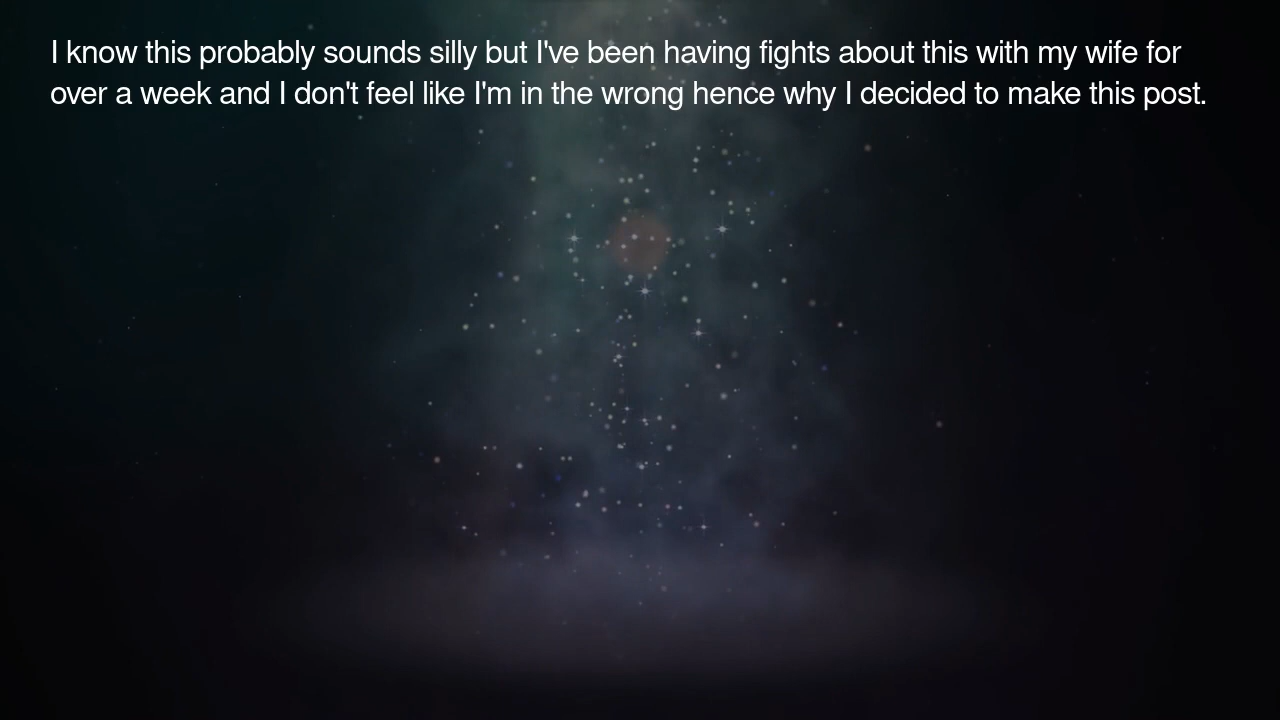 I know this probably sounds silly but I've been having fights about this with my wife for
over a week and I don't feel like I'm in the wrong hence why I decided to make this post.